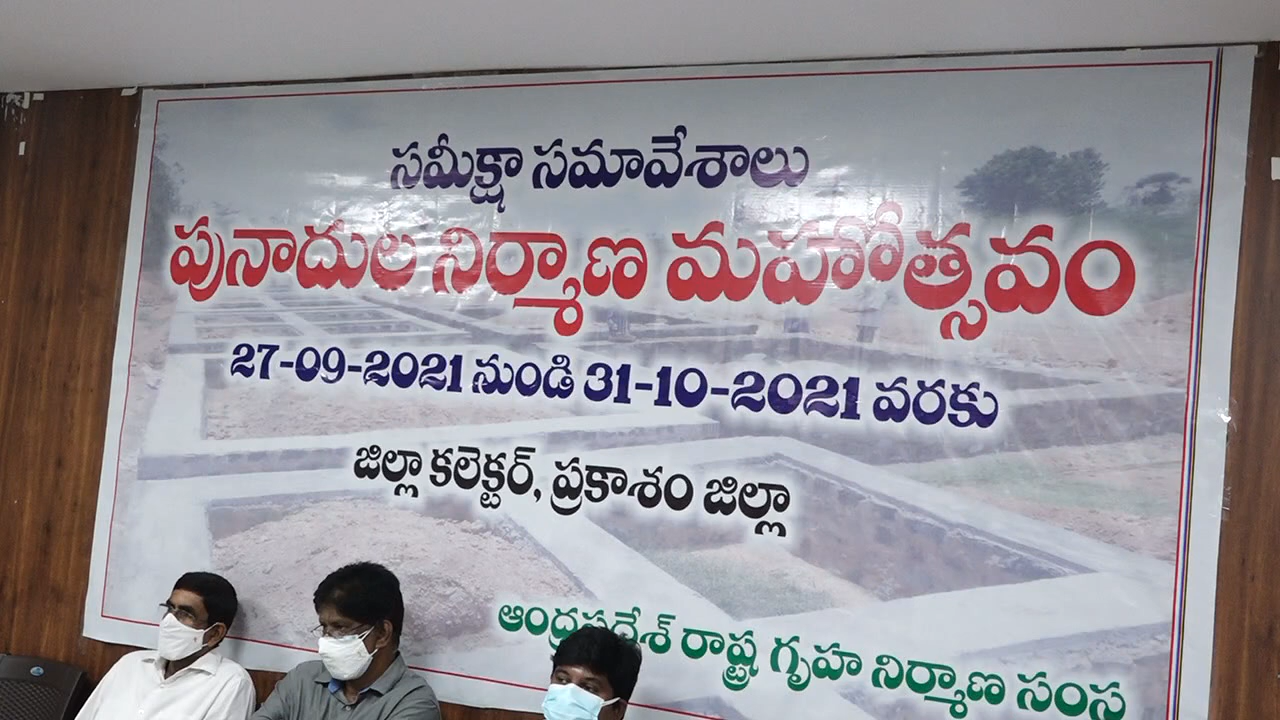 సమీక్షా సమావేశాలు
పునాదుల నిర్మాణ మహోత్సవం
27-09-2021 నుండి 31-10-2021 వరకు
జిల్లా కలెక్టర్, ప్రకాశం జిల్లా
ఆంధ్రప్రదేశ్ రాష్ట్ర గృహ నిర్మాణ సంస్థ